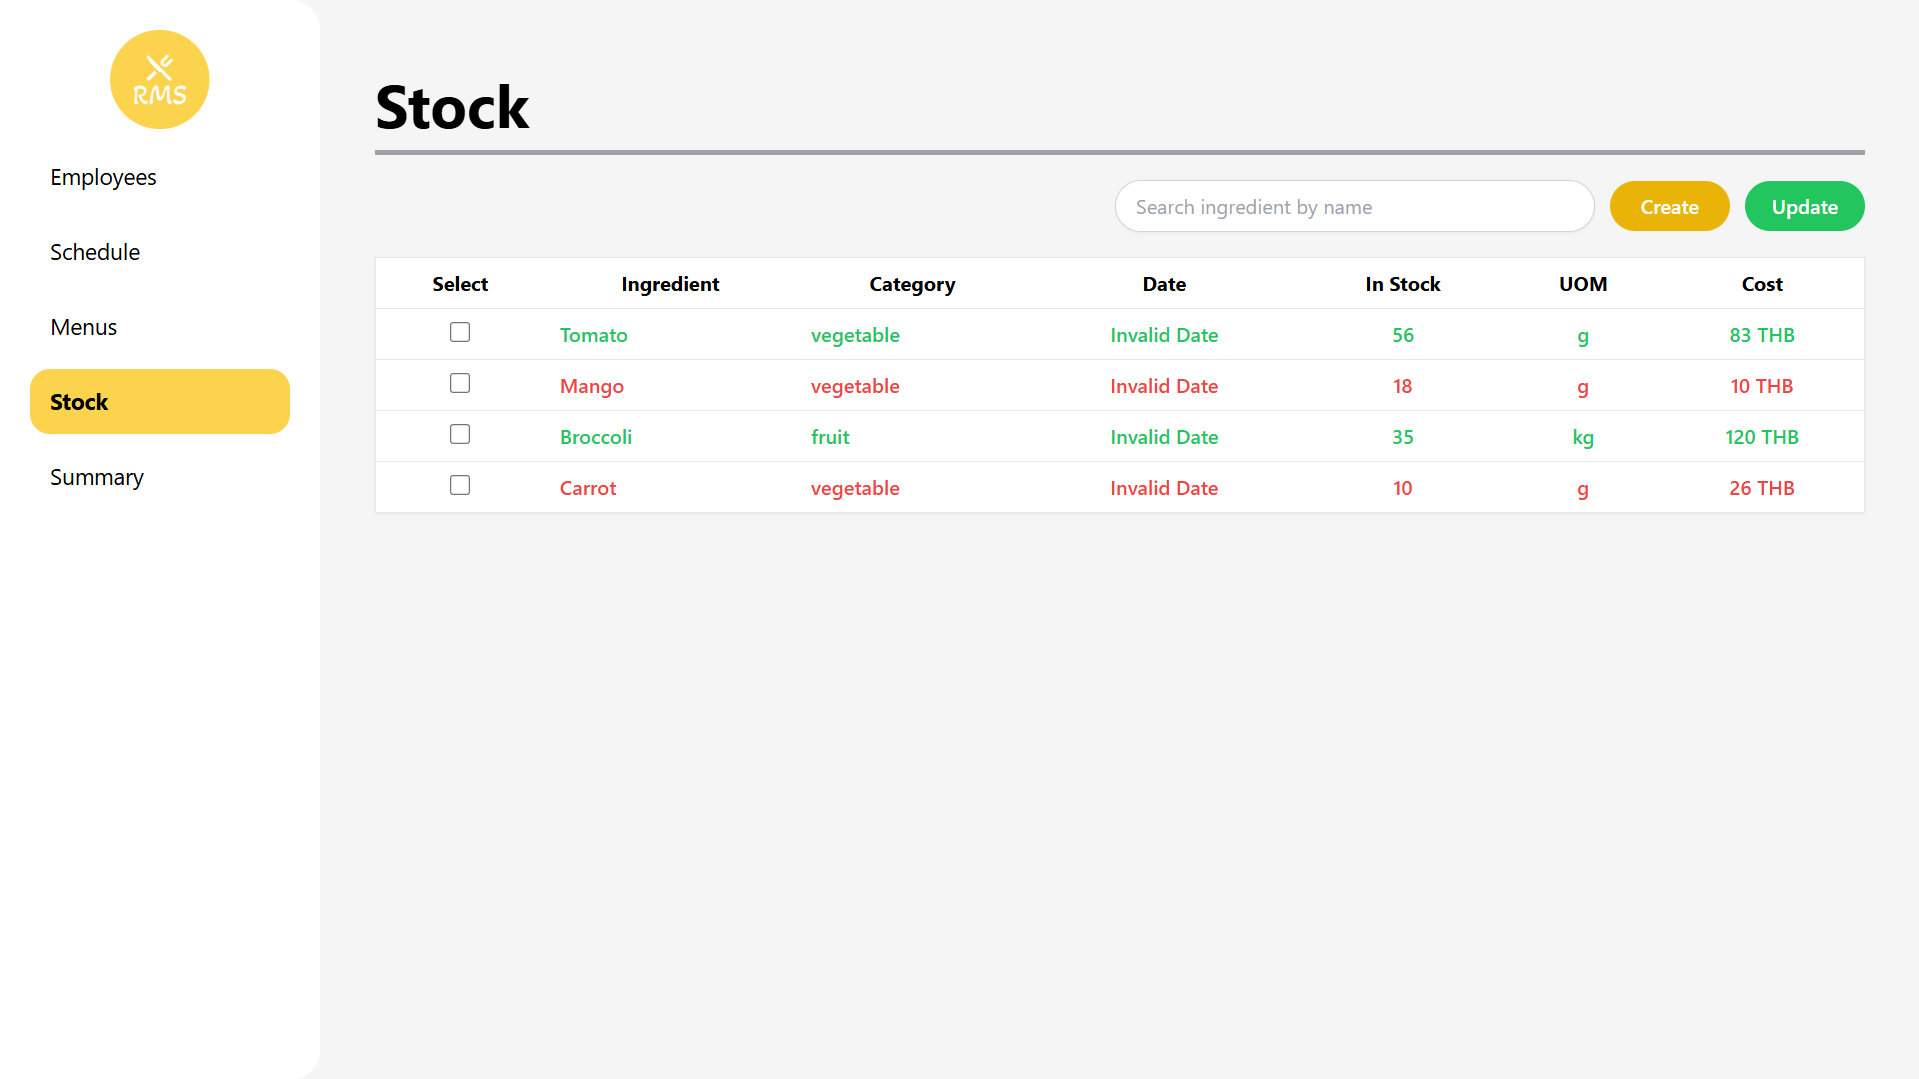 RMS
Employees
Schedule
Menus
Stock
Summary
Stock
Search ingredient by name Create Update
Select Ingredient Category Date In Stock UOM Cost
Tomato vegetable Invalid Date 56 g 83 THB
Mango vegetable Invalid Date 18 g 10 THB
Broccoli fruit Invalid Date 35 kg 120 THB
Carrot vegetable Invalid Date 10 g 26 THB